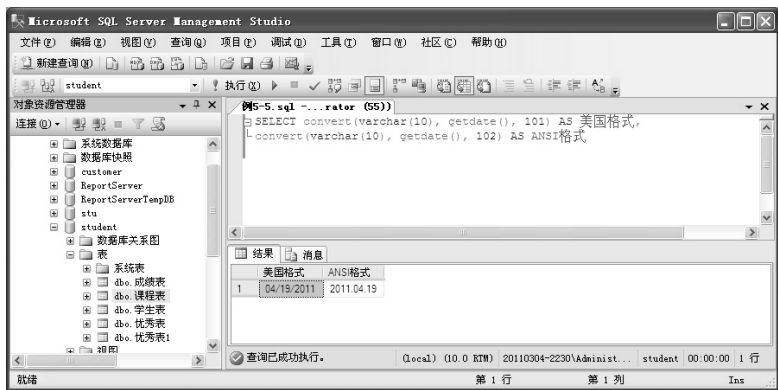 Microsoft SQL Server Management Studio
文件(F) 编辑(E) 视图(V) 查询(Q) 项目(P) 调试(D) 工具(T) 窗口(W) 社区(C) 帮助(H)
新建查询(N)
student 执行(X)
对象资源管理器
连接(O)
系统数据库
数据库快照
customer
ReportServer
ReportServerTempDB
stu
student
数据库关系图
表
系统表
dbo.成绩表
dbo.课程表
dbo.学生表
dbo.优秀表
dbo.优秀表1
视图
例5-5.sql -...rator (55))
SELECT convert(varchar(10), getdate(), 101) AS 美国格式,
convert(varchar(10), getdate(), 102) AS ANSI格式
结果 消息
美国格式 ANSI格式
1 04/19/2011 2011.04.19
查询已成功执行。 (local) (10.0 RTM) 20110304-2230\Administ... student 00:00:00 1 行
就绪 第 1 行 第 1 列 Ins